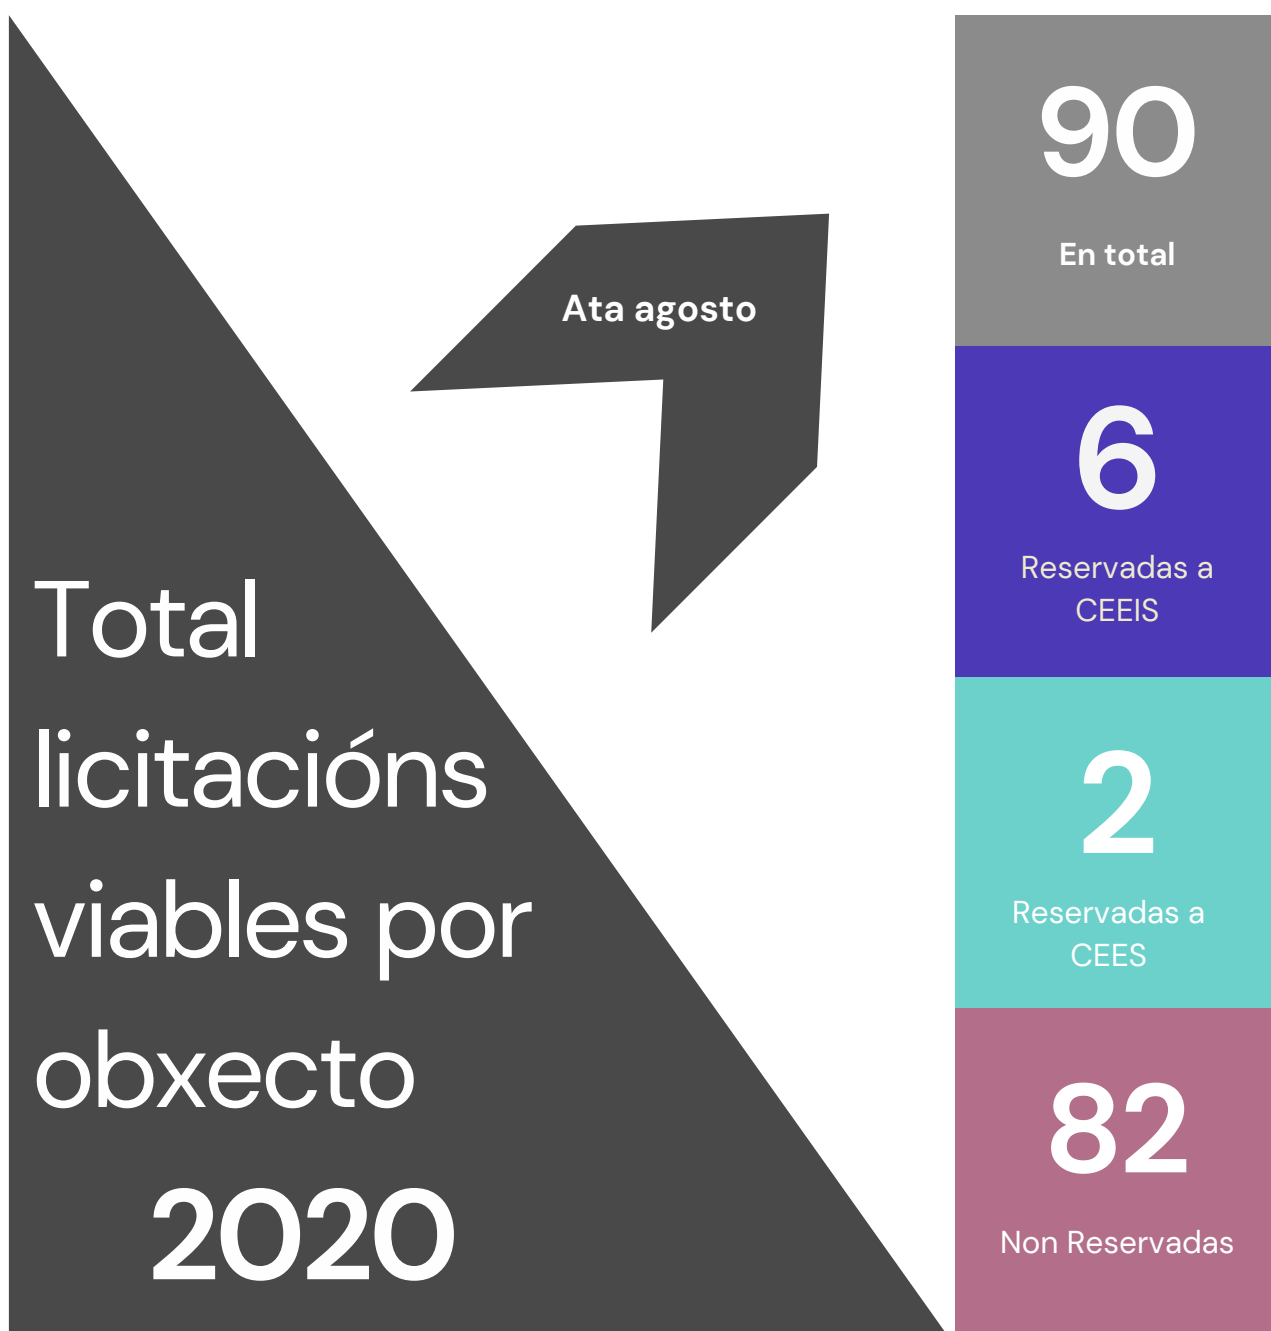 Total
licitacións
viables por
obxecto
2020
Ata agosto
90
En total
6
Reservadas a
CEEIS
2
Reservadas a
CEES
82
Non Reservadas